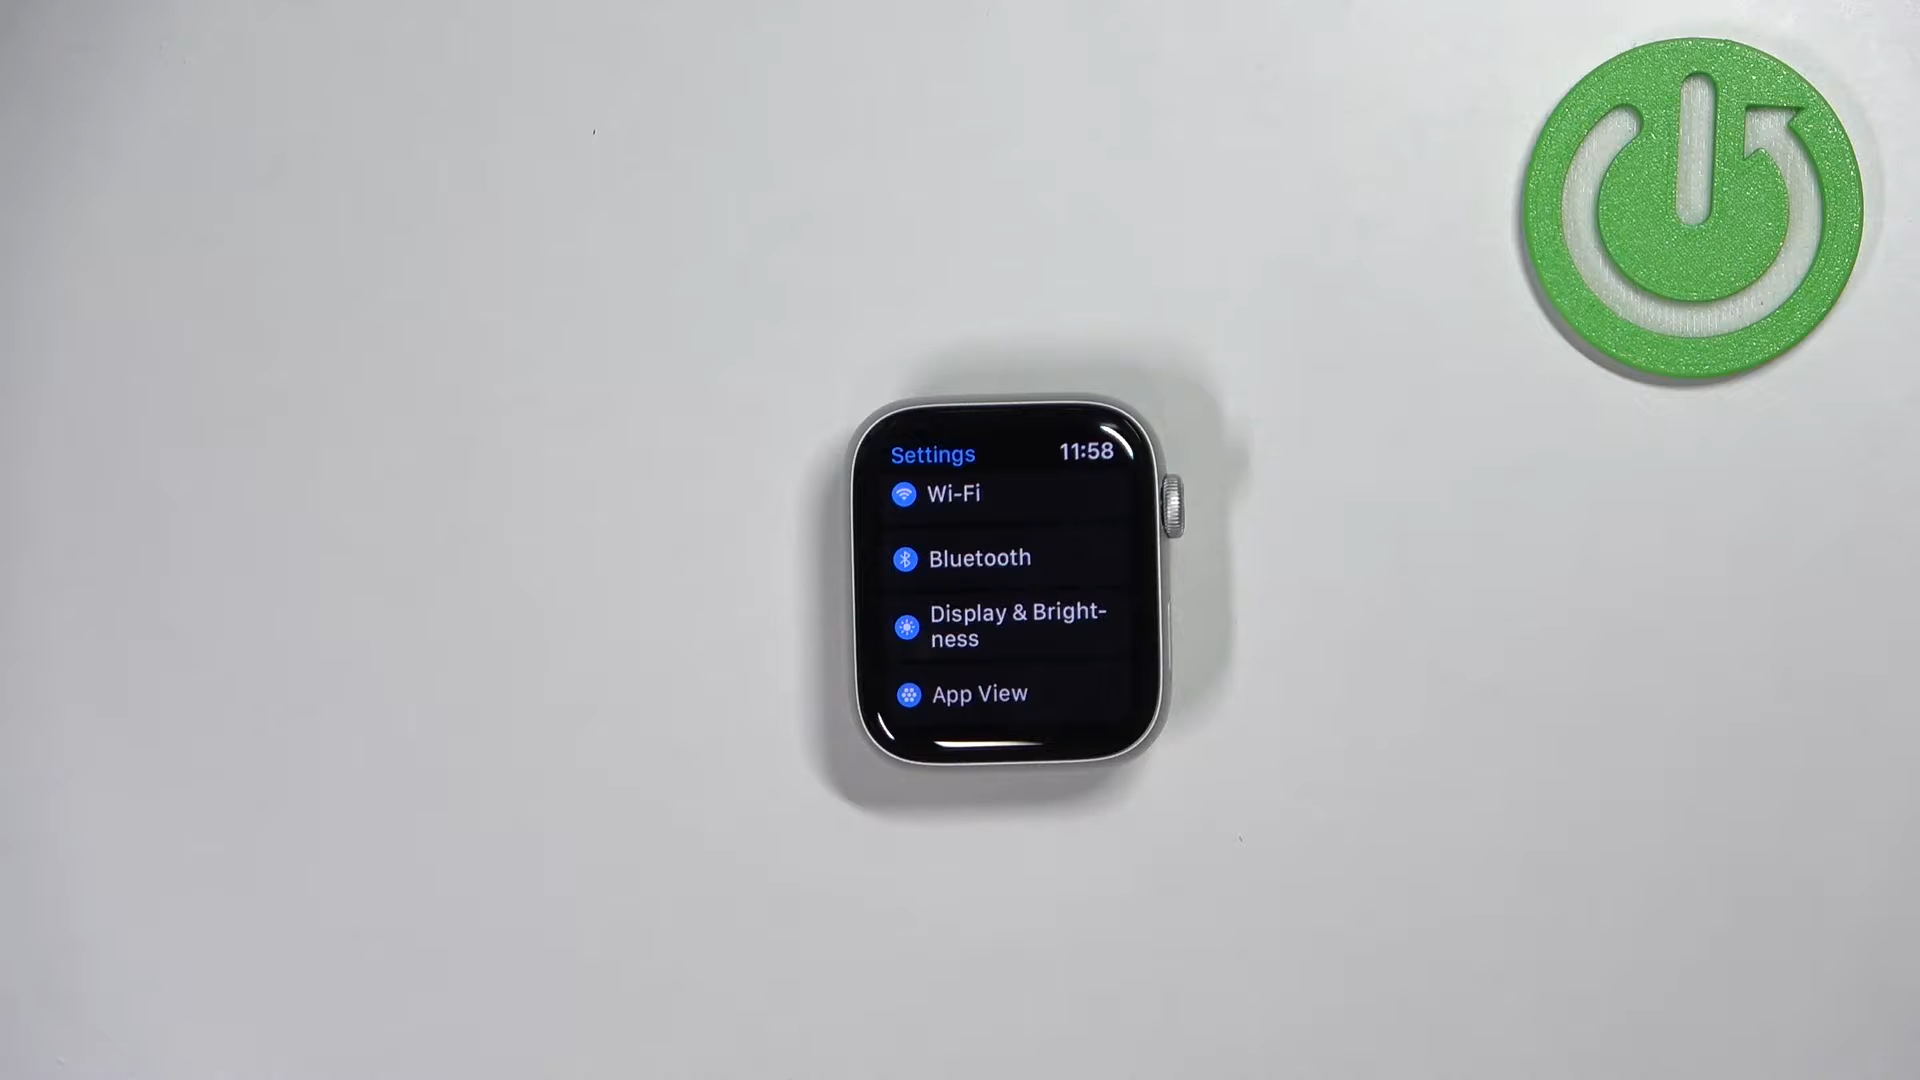 Settings 11:58
Wi-Fi
Bluetooth
Display & Bright-
ness
App View